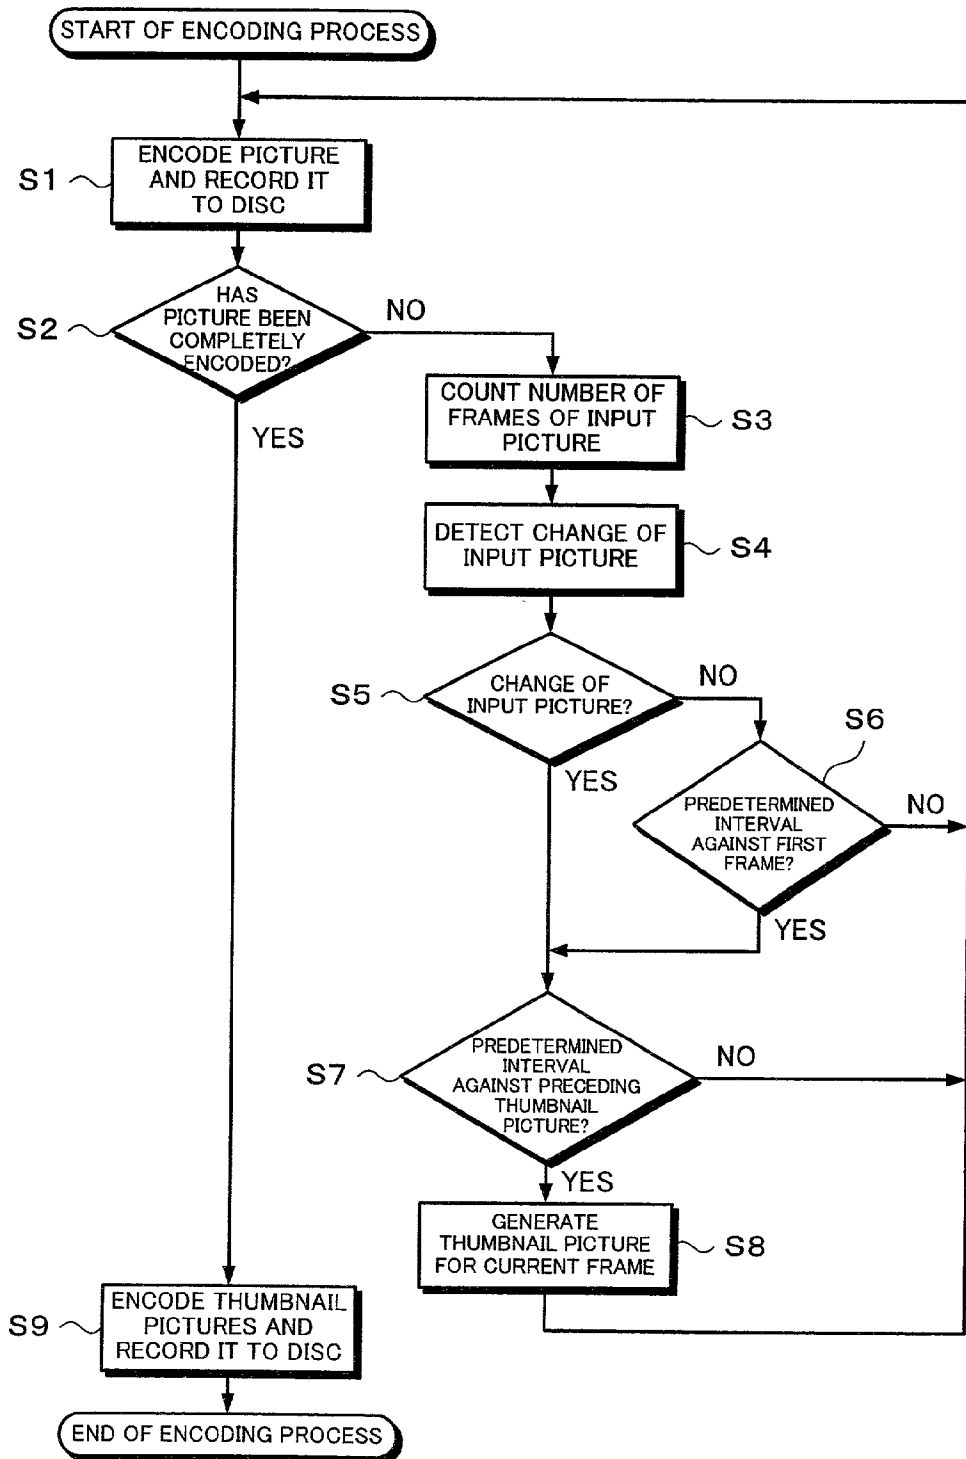 START OF ENCODING PROCESS
S1
ENCODE PICTURE
AND RECORD IT
TO DISC
S2
HAS
PICTURE BEEN
COMPLETELY
ENCODED?
NO
YES
COUNT NUMBER OF
FRAMES OF INPUT
PICTURE
S3
DETECT CHANGE OF
INPUT PICTURE
S4
S5
CHANGE OF
INPUT PICTURE?
NO
YES
S6
PREDETERMINED
INTERVAL
AGAINST FIRST
FRAME?
NO
YES
S7
PREDETERMINED
INTERVAL
AGAINST PRECEDING
THUMBNAIL
PICTURE?
NO
YES
GENERATE
THUMBNAIL PICTURE
FOR CURRENT FRAME
S8
S9
ENCODE THUMBNAIL
PICTURES AND
RECORD IT TO DISC
END OF ENCODING PROCESS